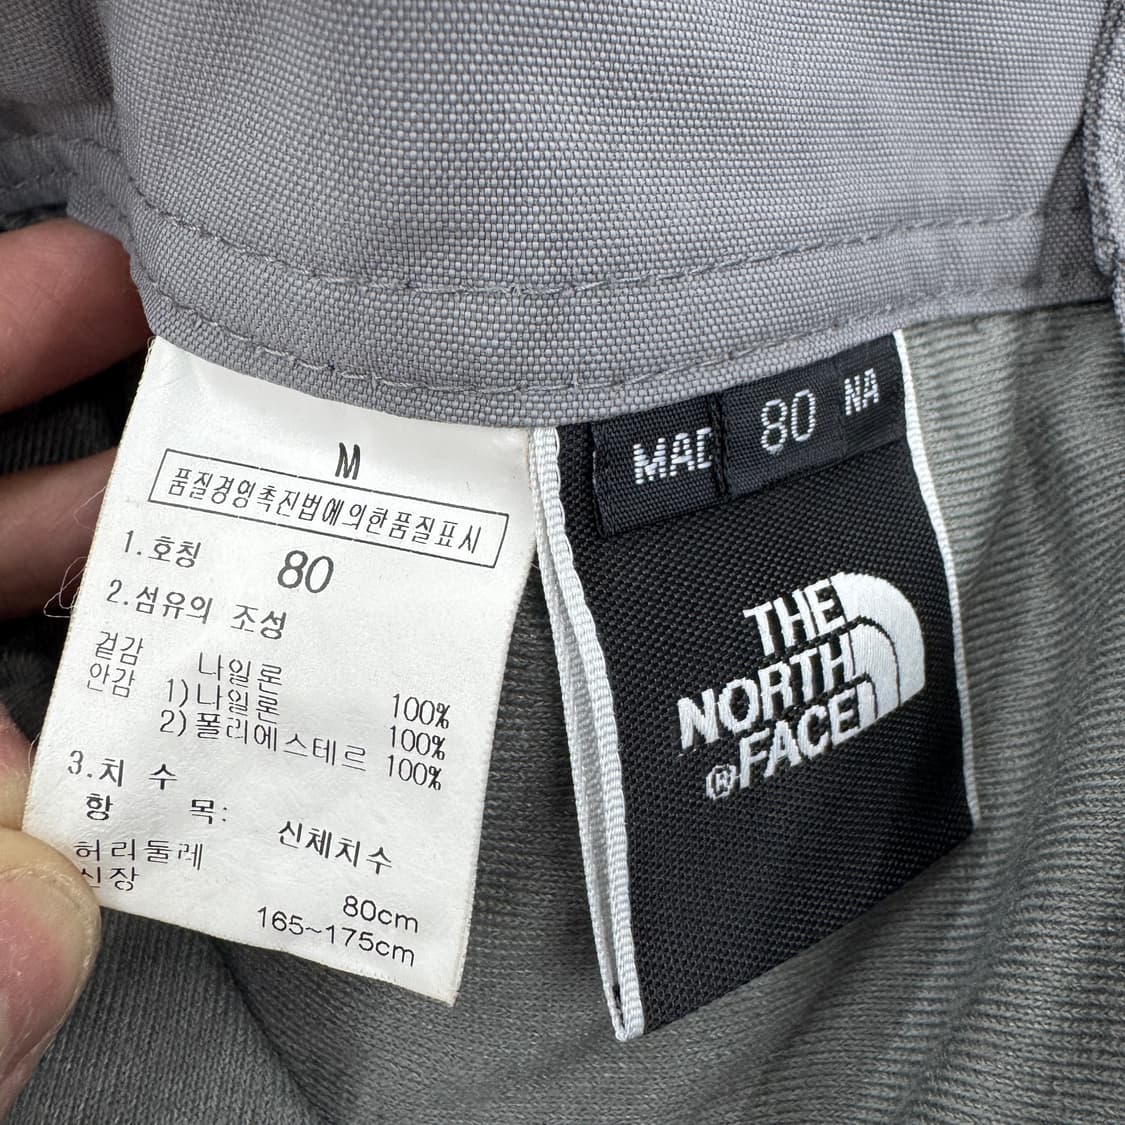 M
품질경영촉진법에의한품질표시
1.호칭 80
2.섬유의 조성
겉감 나일론 100%
안감 1)나일론 100%
2)폴리에스테르 100%
3.치 수
항 목: 신체치수
허리둘레 80cm
신장 165~175cm
MAD 80 NA
THE
NORTH
®FACE